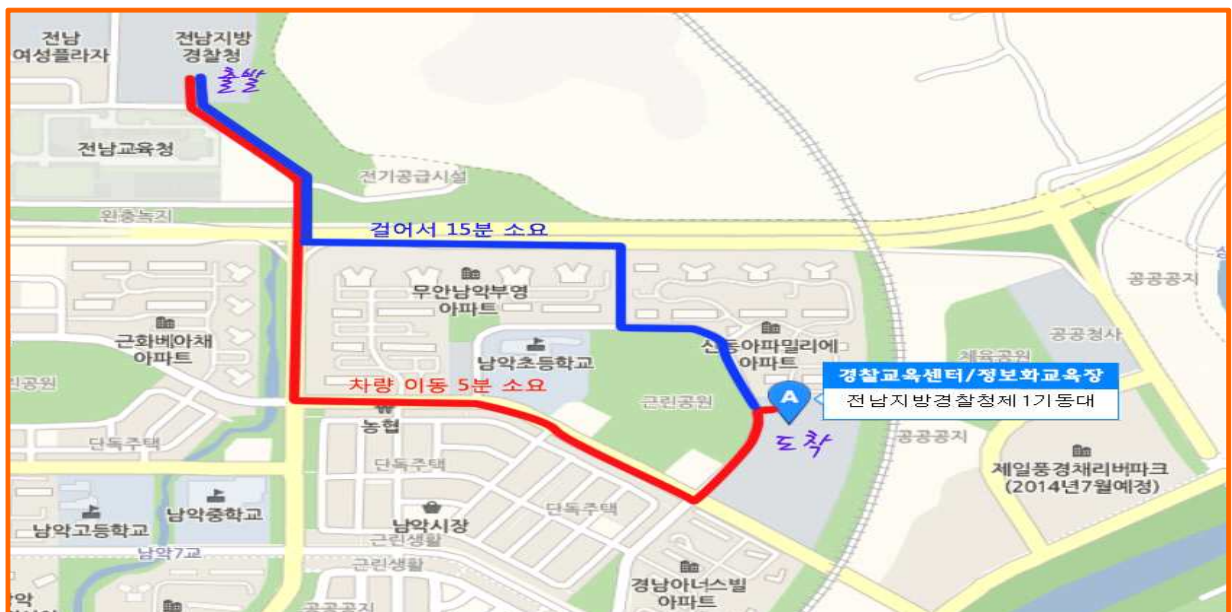 전남
여성플라자
전남지방
경찰청
출발
전남교육청
전기공급시설
완충녹지
걸어서 15분 소요
무안남악부영
아파트
근화베아채
아파트
남악초등학교
신동아파밀리에
아파트
공공공지
공공청사
체육공원
경찰교육센터/정보화교육장
전남지방경찰청제1기동대
A
도착
근린공원
차량 이동 5분 소요
농협
단독주택
단독주택
단독주택
공공공지
제일풍경채리버파크
(2014년7월예정)
남악고등학교
남악중학교
남악시장
근린생활
남악7교
근린생활
경남아너스빌
아파트
공공공지